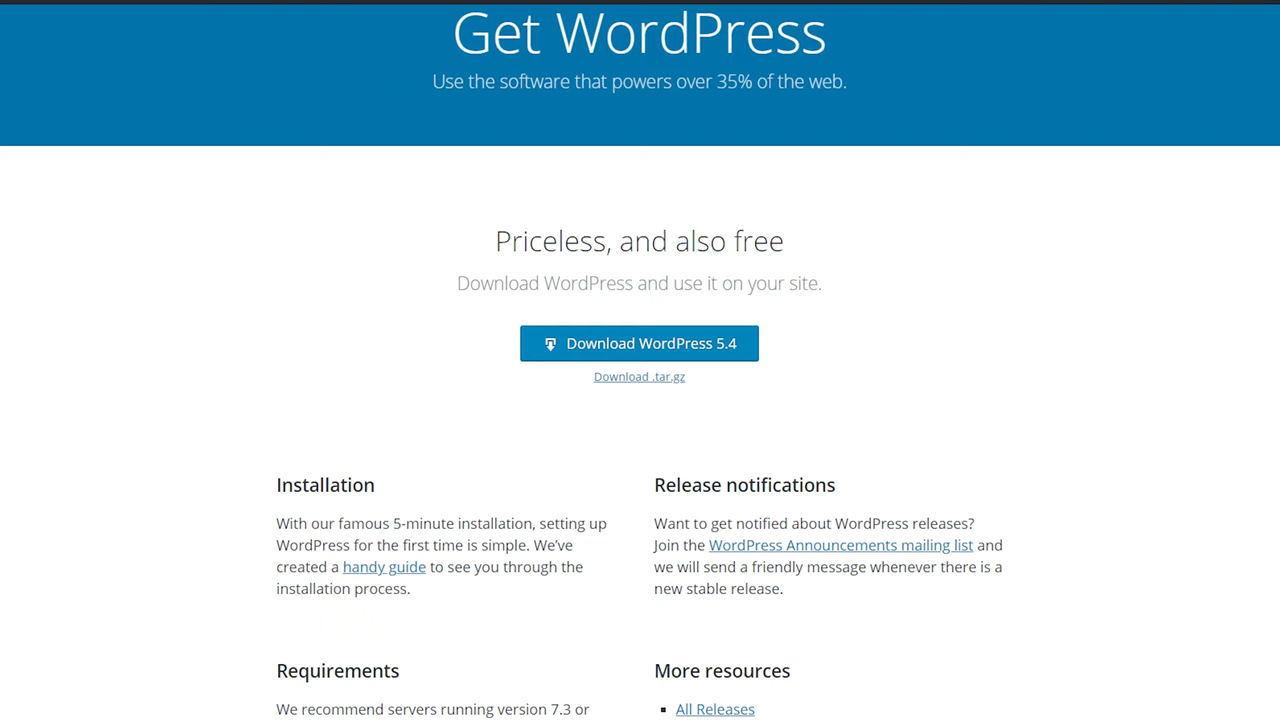 Get WordPress
Use the software that powers over 35% of the web.
Priceless, and also free
Download WordPress and use it on your site.
Download WordPress 5.4
Download .tar.gz
Installation
With our famous 5-minute installation, setting up
WordPress for the first time is simple. We’ve
created a handy guide to see you through the
installation process.
Release notifications
Want to get notified about WordPress releases?
Join the WordPress Announcements mailing list and
we will send a friendly message whenever there is a
new stable release.
Requirements
We recommend servers running version 7.3 or
More resources
All Releases